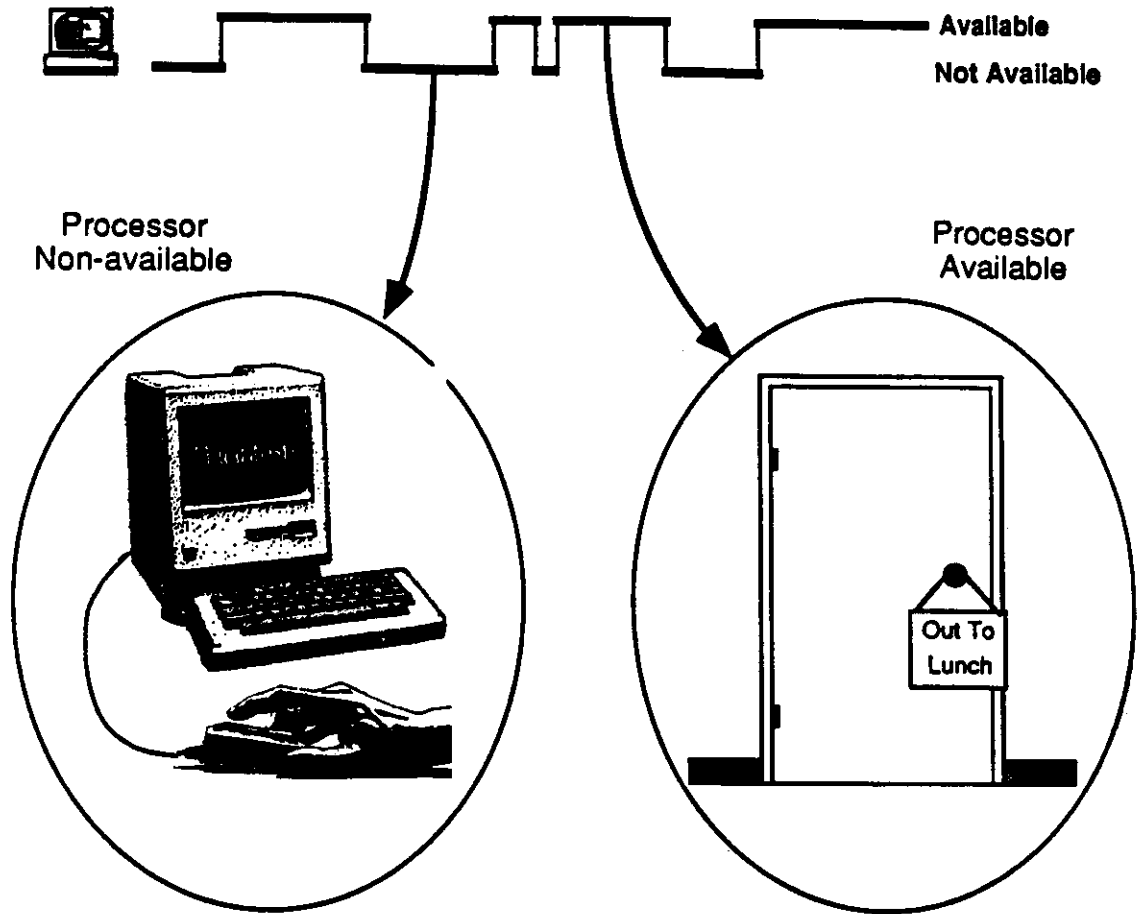 Available
Not Available
Processor
Non-available
Processor
Available
Out To
Lunch